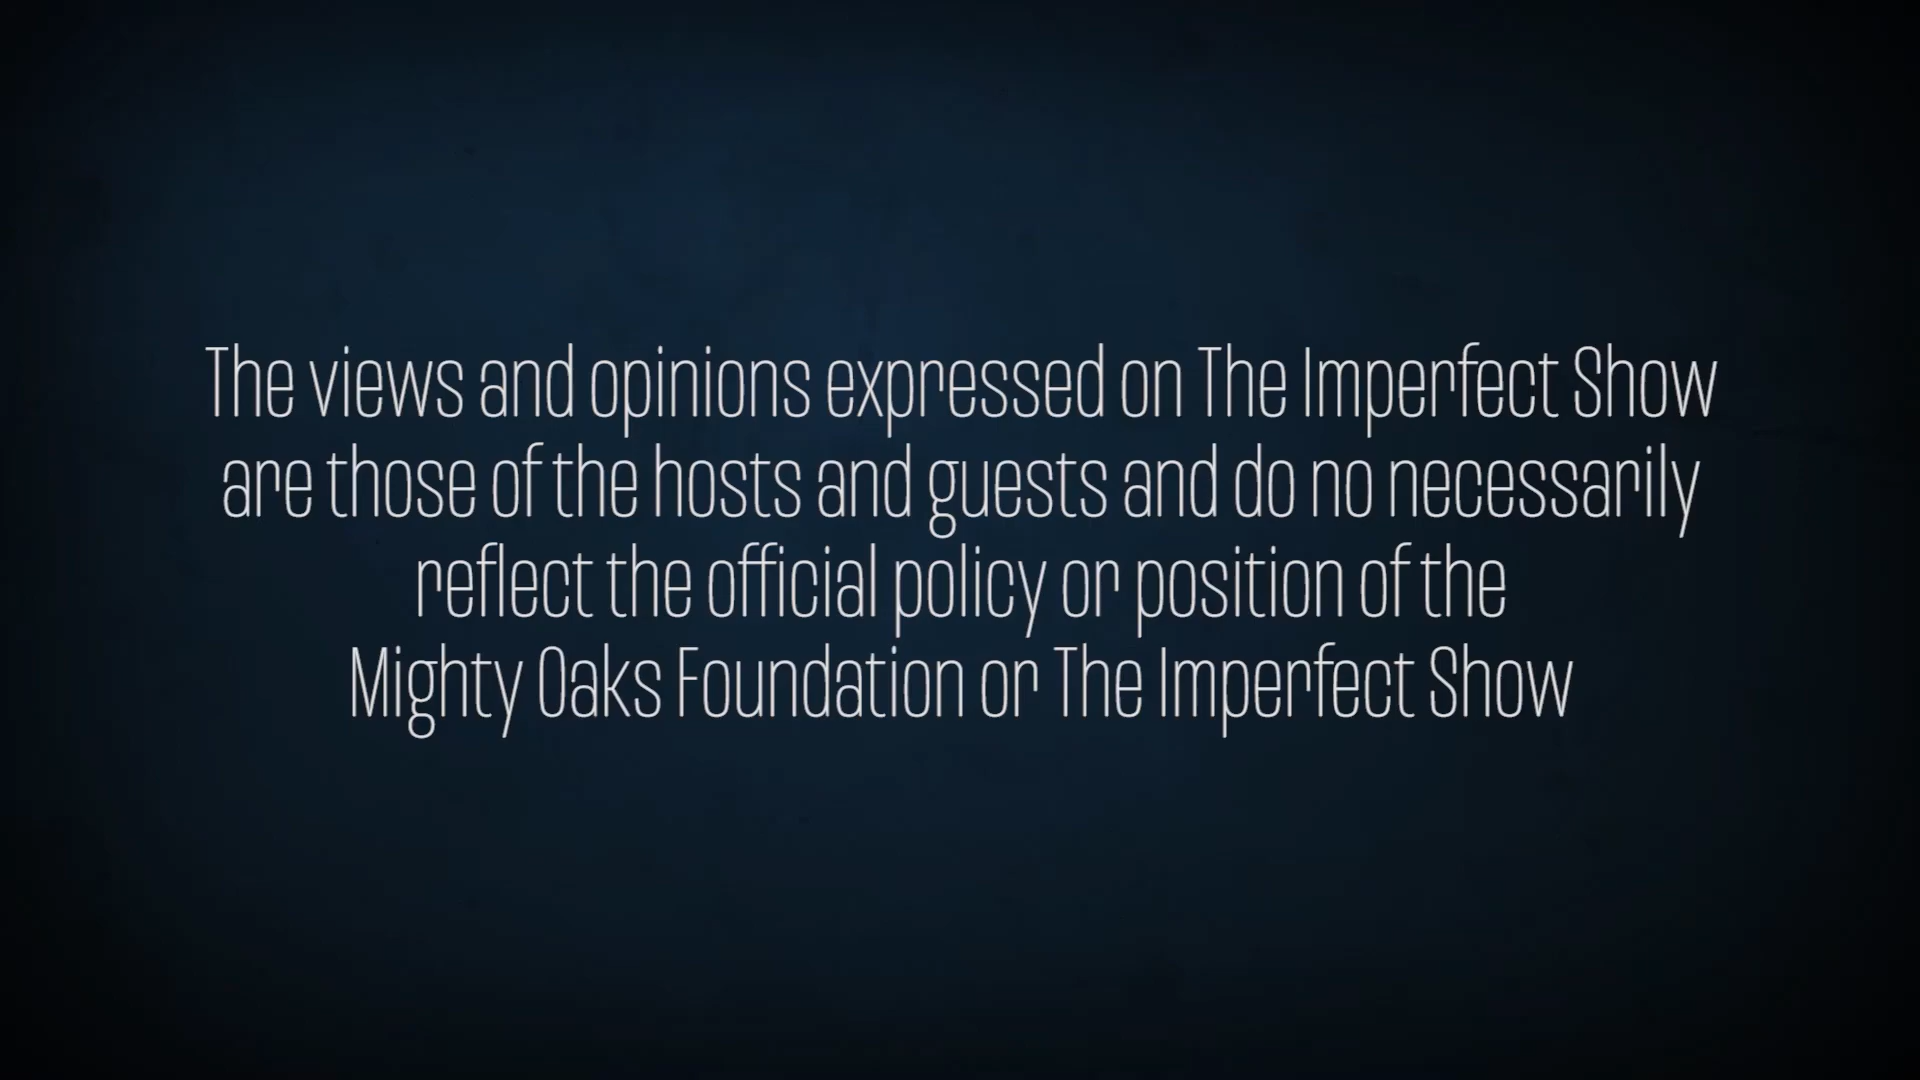 The views and opinions expressed on The Imperfect Show
are those of the hosts and guests and do no necessarily
reflect the official policy or position of the
Mighty Oaks Foundation or The Imperfect Show